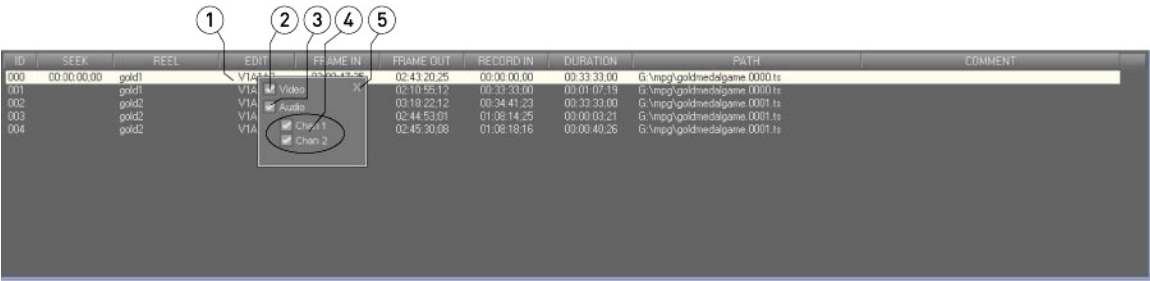 1 2 3 4 5
ID SEEK REEL EDIT FRAME IN FRAME OUT RECORD IN DURATION PATH COMMENT
000 00:00:00;00 gold1 V1A1A2 02:43:20;25 00:00:00;00 00:33:33;00 G:\mpg\goldmedalgame.0000.ts
001 gold1 V1A 02:10:55;12 00:33:33;00 00:01:07;19 G:\mpg\goldmedalgame.0000.ts
002 gold2 V1A 03:18:22;12 00:34:41;23 00:33:33;00 G:\mpg\goldmedalgame.0001.ts
003 gold2 V1A 02:44:53;01 01:08:14;25 00:00:03;21 G:\mpg\goldmedalgame.0001.ts
004 gold2 V1A 02:45:30;08 01:08:18;16 00:00:40;26 G:\mpg\goldmedalgame.0001.ts
Video X
Audio
Chan 1
Chan 2